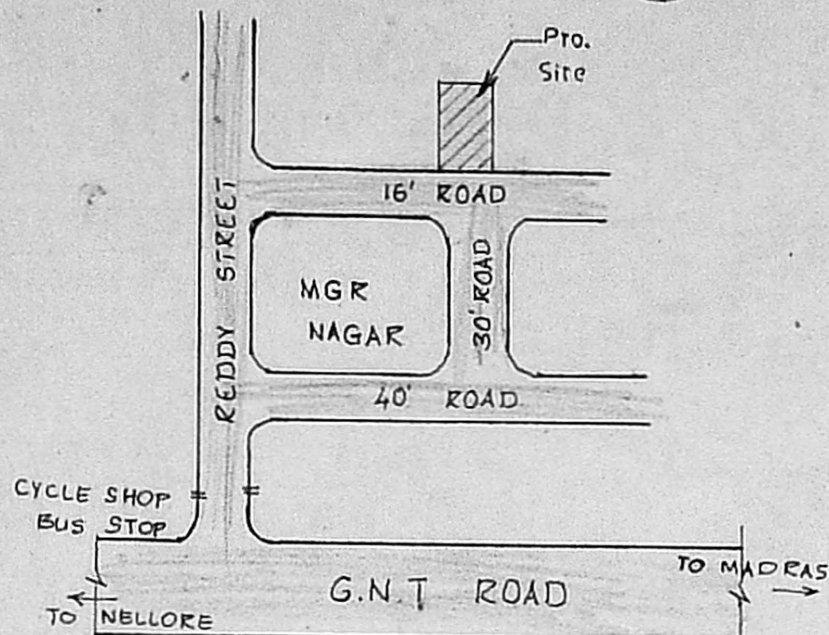 Pro.
Site
16' ROAD
REDDY STREET
MGR
NAGAR
30' ROAD
40' ROAD
CYCLE SHOP
BUS STOP
TO MADRAS
G.N.T ROAD
TO NELLORE